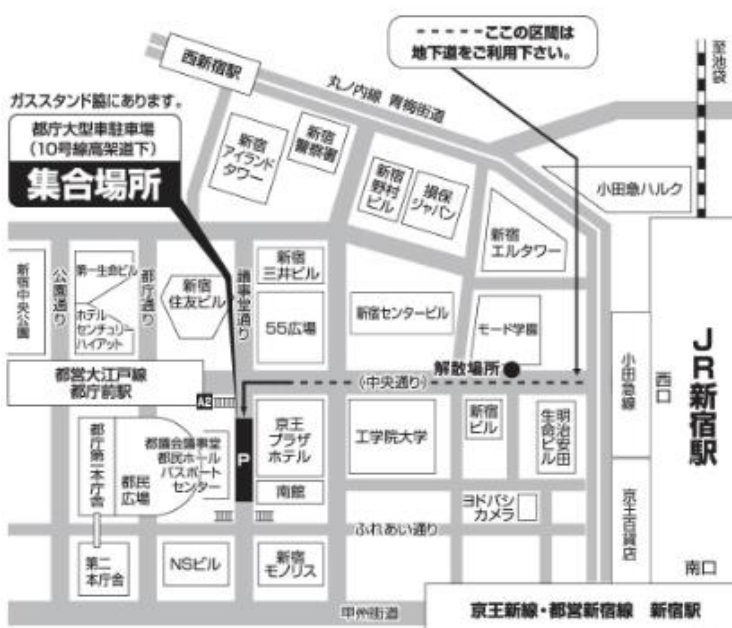 ここの区間は
地下道をご利用下さい。
至池袋
西新宿駅
丸ノ内線 青梅街道
ガススタンド脇にあります。
都庁大型車駐車場
(10号線高架道下)
集合場所
新宿
アイランド
タワー
新宿
警察署
新宿
野村
ビル
損保
ジャパン
小田急ハルク
新宿
エルタワー
新宿中央公園
公園通り
第一生命ビル
ホテル
センチュリー
ハイアット
都庁通り
新宿
住友ビル
議事堂通り
新宿
三井ビル
55広場
新宿センタービル
モード学園
小田急線
西口
JR新宿駅
解散場所
(中央通り)
都営大江戸線
都庁前駅
A2
都庁第一本庁舎
都民
広場
都議会議事堂
都民ホール
パスポート
センター
P
京王
プラザ
ホテル
南館
工学院大学
新宿
ビル
明治安田
生命ビル
ヨドバシ
カメラ
京王百貨店
ふれあい通り
第二
本庁舎
NSビル
新宿
モノリス
南口
甲州街道
京王新線・都営新宿線 新宿駅